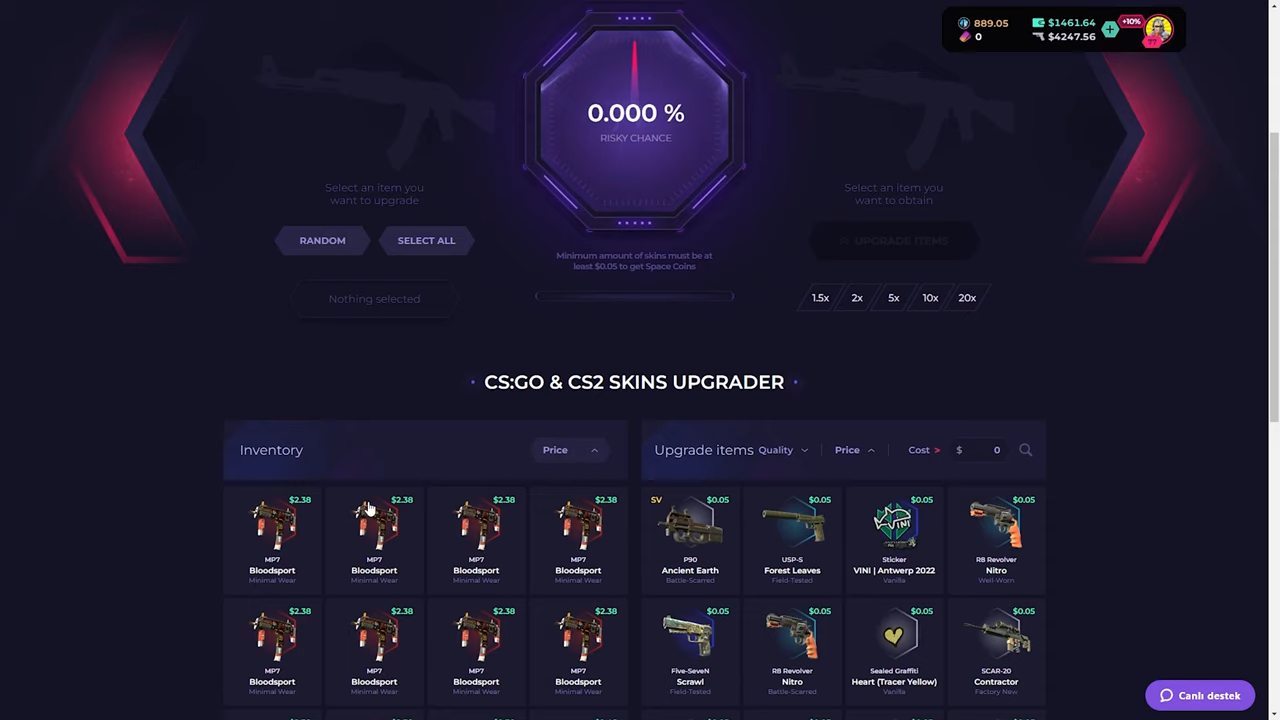 889.05
$1461.64
+10%
0
$4247.56
0.000 %
RISKY CHANCE
Select an item you
want to upgrade
Select an item you
want to obtain
RANDOM
SELECT ALL
UPGRADE ITEMS
Minimum amount of skins must be at
least $0.05 to get Space Coins
Nothing selected
1.5x
2x
5x
10x
20x
• CS:GO & CS2 SKINS UPGRADER •
Inventory
Price
Upgrade items
Quality
Price
Cost >
$ 0
$2.38
MP7
Bloodsport
Minimal Wear
$2.38
MP7
Bloodsport
Minimal Wear
$2.38
MP7
Bloodsport
Minimal Wear
$2.38
MP7
Bloodsport
Minimal Wear
SV
$0.05
P90
Ancient Earth
Battle-Scarred
$0.05
USP-S
Forest Leaves
Field-Tested
$0.05
Sticker
VINI | Antwerp 2022
Vanilla
$0.05
R8 Revolver
Nitro
Well-Worn
$2.38
MP7
Bloodsport
Minimal Wear
$2.38
MP7
Bloodsport
Minimal Wear
$2.38
MP7
Bloodsport
Minimal Wear
$2.38
MP7
Bloodsport
Minimal Wear
$0.05
Five-SeveN
Scrawl
Field-Tested
$0.05
R8 Revolver
Nitro
Battle-Scarred
$0.05
Sealed Graffiti
Heart (Tracer Yellow)
Vanilla
$0.05
SCAR-20
Contractor
Factory New
Canlı destek